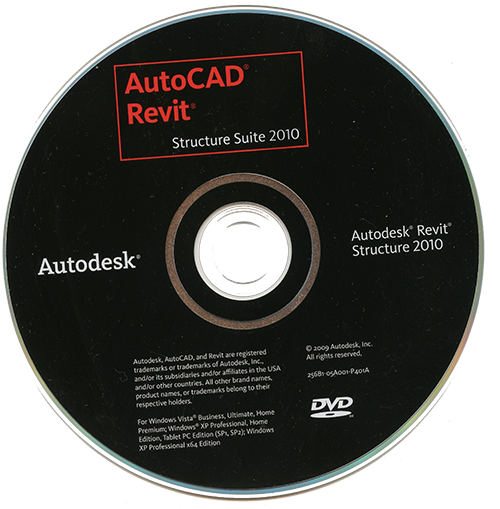 AutoCAD®
Revit®
Structure Suite 2010
Autodesk®
Autodesk® Revit®
Structure 2010
Autodesk, AutoCAD, and Revit are registered
trademarks or trademarks of Autodesk, Inc.,
and/or its subsidiaries and/or affiliates in the USA
and/or other countries. All other brand names,
product names, or trademarks belong to their
respective holders.
For Windows Vista® Business, Ultimate, Home
Premium; Windows® XP Professional, Home
Edition, Tablet PC Edition (SP1, SP2); Windows
XP Professional x64 Edition
© 2009 Autodesk, Inc.
All rights reserved.
256B1-05A001-P401A
DVD